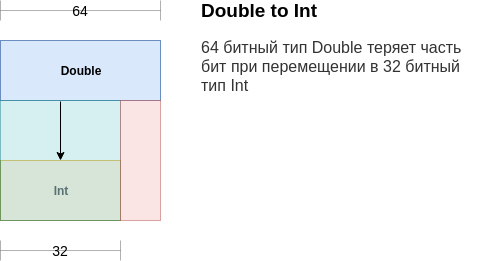 64
Double to Int
64 битный тип Double теряет часть
бит при перемещении в 32 битный
тип Int
Double
Int
32